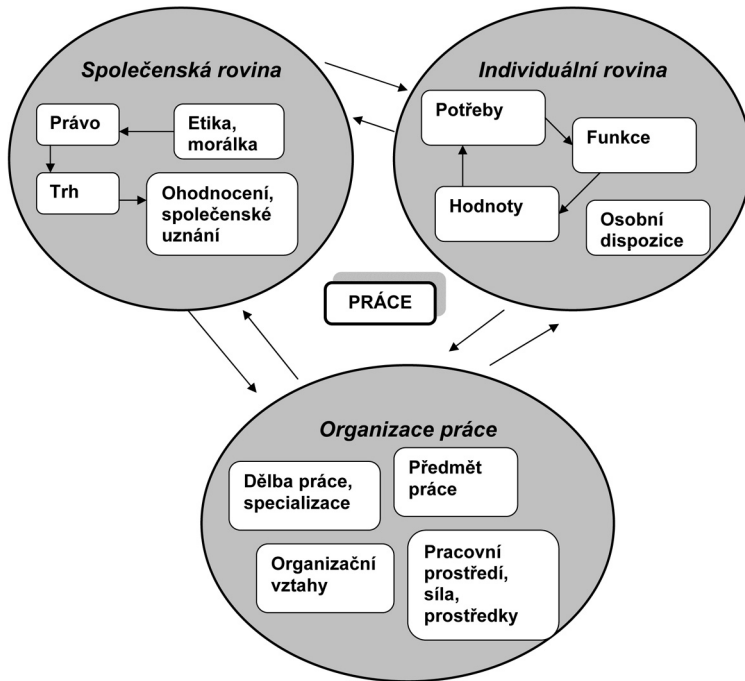 Společenská rovina
Právo
Etika,
morálka
Trh
Ohodnocení,
společenské
uznání
Individuální rovina
Potřeby
Funkce
Hodnoty
Osobní
dispozice
PRÁCE
Organizace práce
Dělba práce,
specializace
Předmět
práce
Organizační
vztahy
Pracovní
prostředí,
síla,
prostředky